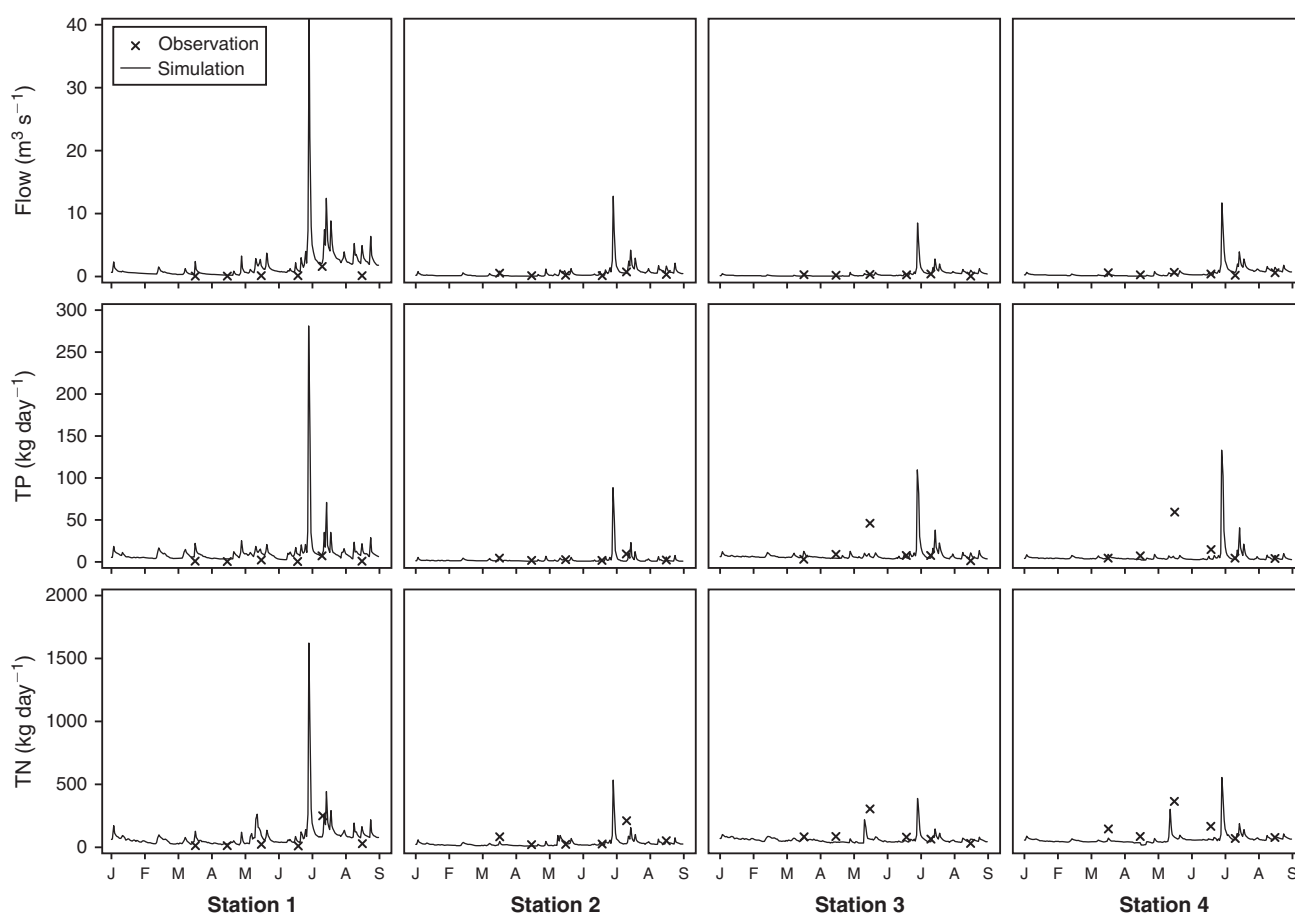 Flow (m³ s⁻¹)
40
30
20
10
0
Observation
Simulation
J F M A M J J A S
J F M A M J J A S
J F M A M J J A S
J F M A M J J A S
TP (kg day⁻¹)
300
250
200
150
100
50
0
J F M A M J J A S
J F M A M J J A S
J F M A M J J A S
J F M A M J J A S
TN (kg day⁻¹)
2000
1500
1000
500
0
J F M A M J J A S
J F M A M J J A S
J F M A M J J A S
J F M A M J J A S
Station 1
Station 2
Station 3
Station 4